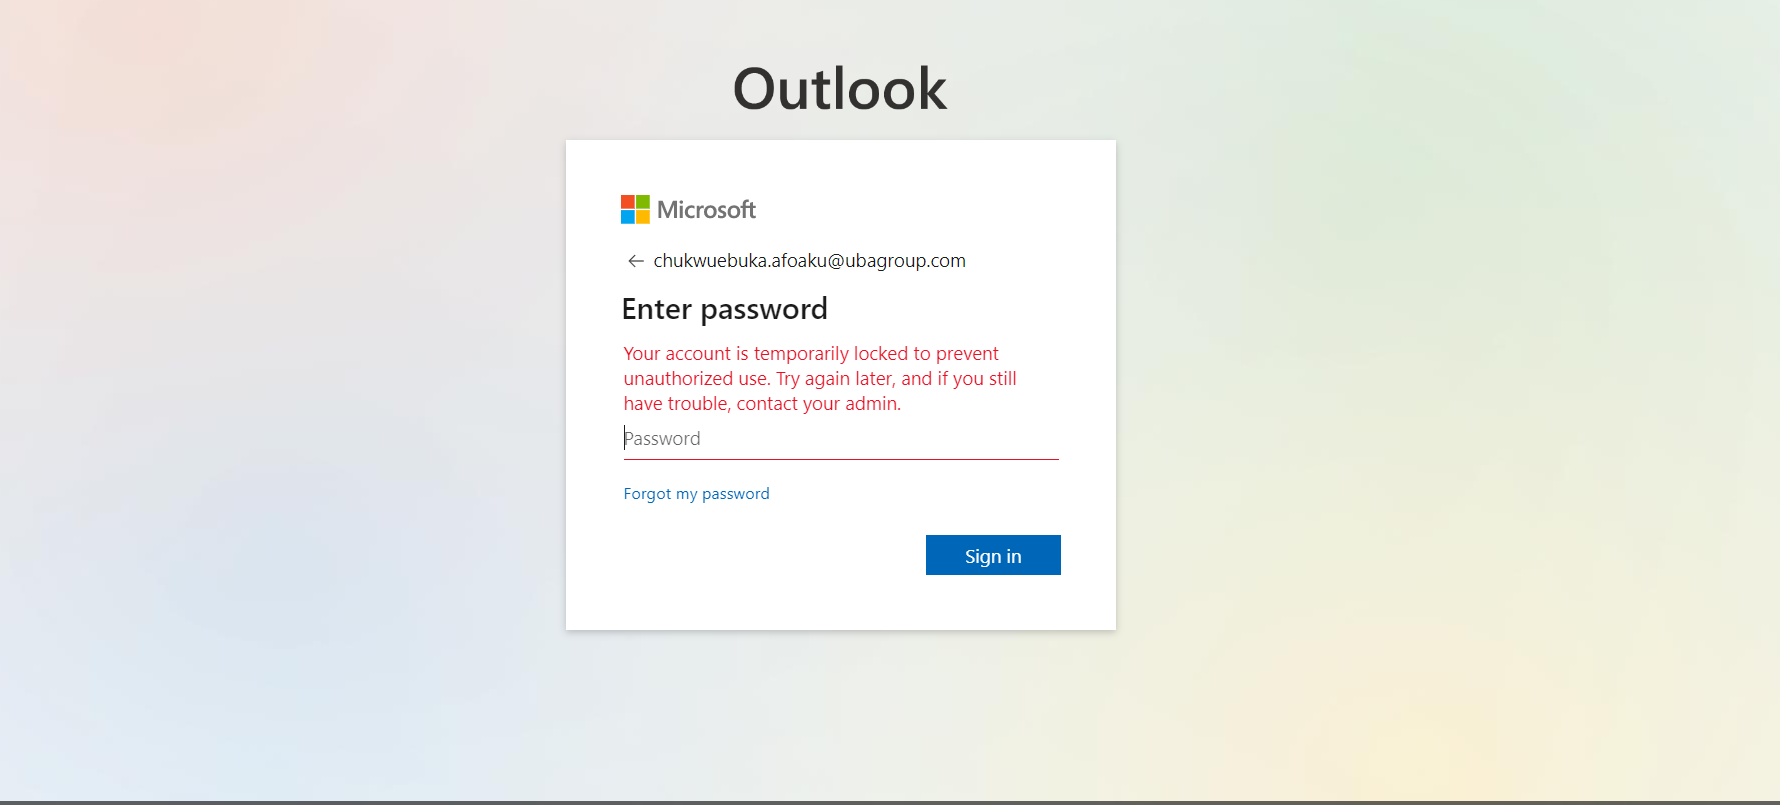 Outlook
Microsoft
chukwuebuka.afoaku@ubagroup.com
Enter password
Your account is temporarily locked to prevent
unauthorized use. Try again later, and if you still
have trouble, contact your admin.
Password
Forgot my password
Sign in